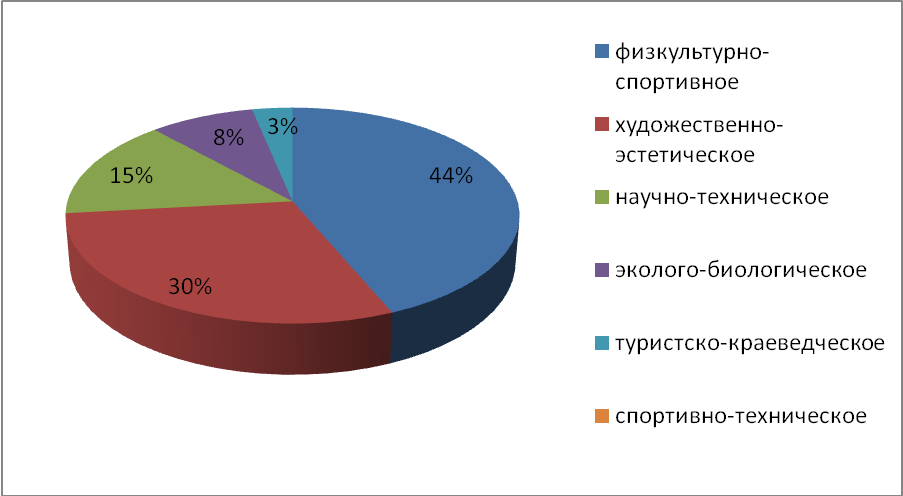 физкультурно-
спортивное
художественно-
эстетическое
научно-техническое
эколого-биологическое
туристско-краеведческое
спортивно-техническое
3%
8%
15%
44%
30%